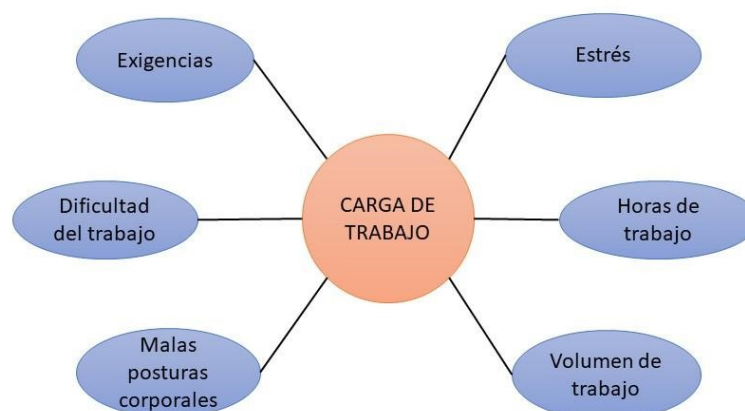 Exigencias
Estrés
CARGA DE
TRABAJO
Dificultad
del trabajo
Horas de
trabajo
Malas
posturas
corporales
Volumen de
trabajo